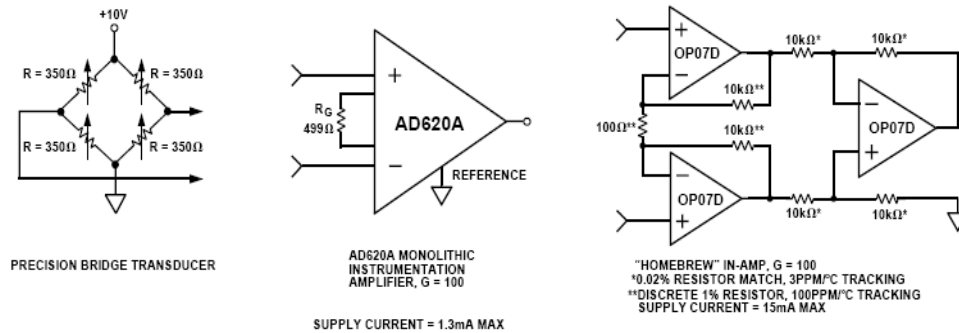 +10V
R = 350Ω
R = 350Ω
R = 350Ω
R = 350Ω
PRECISION BRIDGE TRANSDUCER
+
RG
499Ω
AD620A
−
REFERENCE
AD620A MONOLITHIC
INSTRUMENTATION
AMPLIFIER, G = 100
SUPPLY CURRENT = 1.3mA MAX
+
OP07D
−
10kΩ*
10kΩ*
10kΩ**
100Ω**
10kΩ**
−
OP07D
+
−
OP07D
+
10kΩ*
10kΩ*
"HOMEBREW" IN-AMP, G = 100
*0.02% RESISTOR MATCH, 3PPM/°C TRACKING
**DISCRETE 1% RESISTOR, 100PPM/°C TRACKING
SUPPLY CURRENT = 15mA MAX